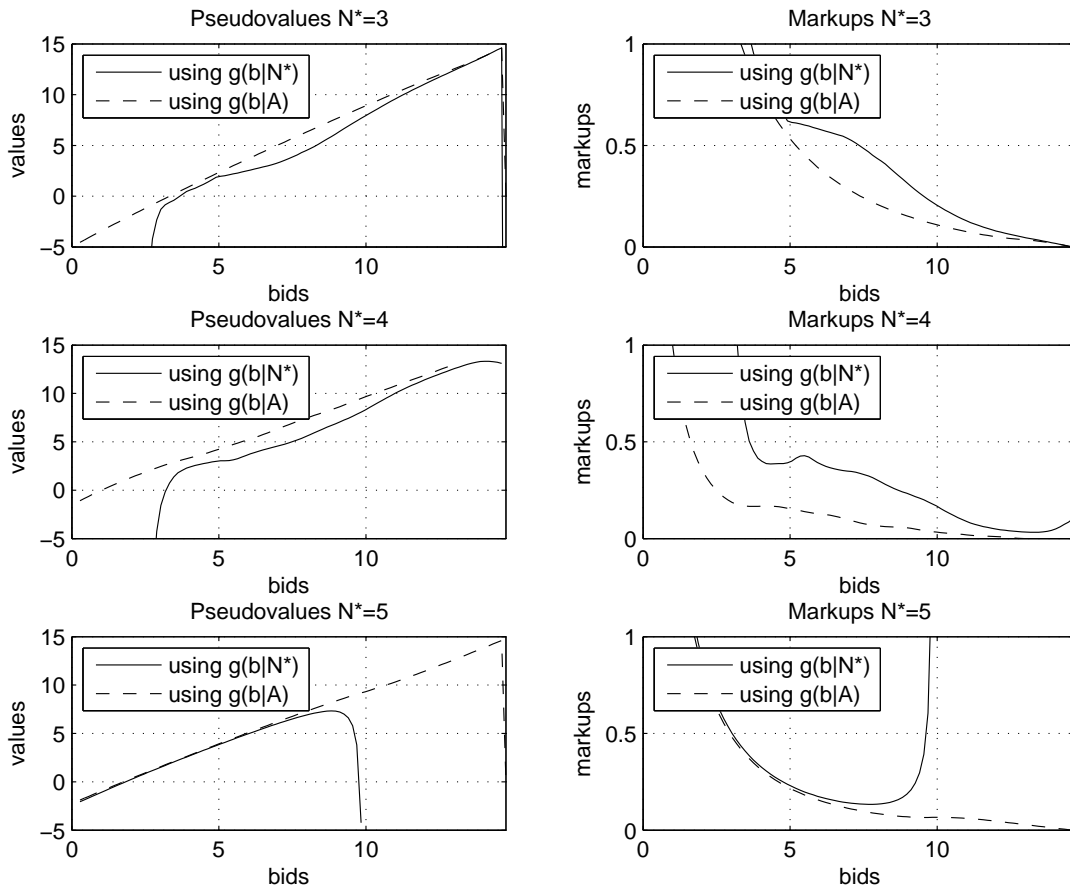 Pseudovalues N*=3
15
10
5
0
−5
values
using g(b|N*)
using g(b|A)
0
5
10
bids
Markups N*=3
1
0.5
0
markups
using g(b|N*)
using g(b|A)
0
5
10
bids
Pseudovalues N*=4
15
10
5
0
−5
values
using g(b|N*)
using g(b|A)
0
5
10
bids
Markups N*=4
1
0.5
0
markups
using g(b|N*)
using g(b|A)
0
5
10
bids
Pseudovalues N*=5
15
10
5
0
−5
values
using g(b|N*)
using g(b|A)
0
5
10
bids
Markups N*=5
1
0.5
0
markups
using g(b|N*)
using g(b|A)
0
5
10
bids